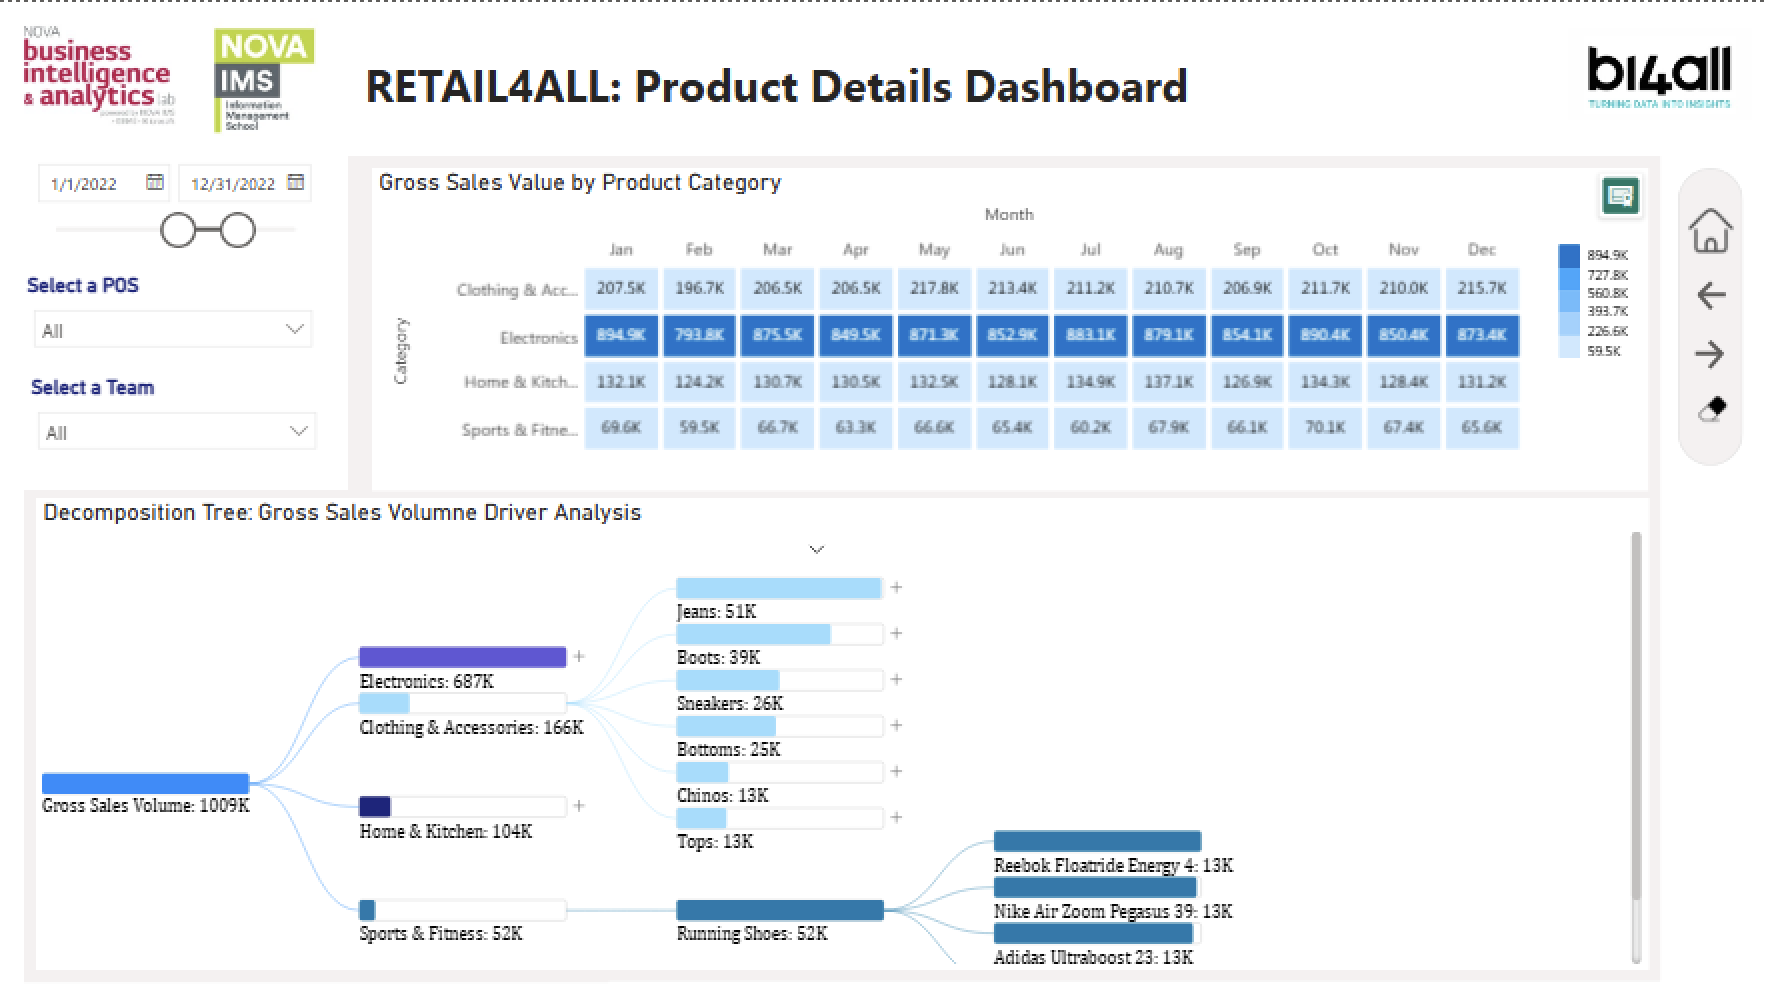 NOVA
business
intelligence
& analytics lab
NOVA
IMS
Information
Management
School
RETAIL4ALL: Product Details Dashboard
bi4all
TURNING DATA INTO INSIGHTS
1/1/2022 12/31/2022
Select a POS
All
Select a Team
All
Gross Sales Value by Product Category
Month
Jan Feb Mar Apr May Jun Jul Aug Sep Oct Nov Dec
Category
Clothing & Acc... 207.5K 196.7K 206.5K 206.5K 217.8K 213.4K 211.2K 210.7K 206.9K 211.7K 210.0K 215.7K
Electronics 894.9K 793.8K 875.5K 849.5K 871.3K 852.9K 883.1K 879.1K 854.1K 890.4K 850.4K 873.4K
Home & Kitch... 132.1K 124.2K 130.7K 130.5K 132.5K 128.1K 134.9K 137.1K 126.9K 134.3K 128.4K 131.2K
Sports & Fitne... 69.6K 59.5K 66.7K 63.3K 66.6K 65.4K 60.2K 67.9K 66.1K 70.1K 67.4K 65.6K
894.9K
727.8K
560.8K
393.7K
226.6K
59.5K
Decomposition Tree: Gross Sales Volumne Driver Analysis
Gross Sales Volume: 1009K
Electronics: 687K
Clothing & Accessories: 166K
Home & Kitchen: 104K
Sports & Fitness: 52K
Jeans: 51K
Boots: 39K
Sneakers: 26K
Bottoms: 25K
Chinos: 13K
Tops: 13K
Running Shoes: 52K
Reebok Floatride Energy 4: 13K
Nike Air Zoom Pegasus 39: 13K
Adidas Ultraboost 23: 13K